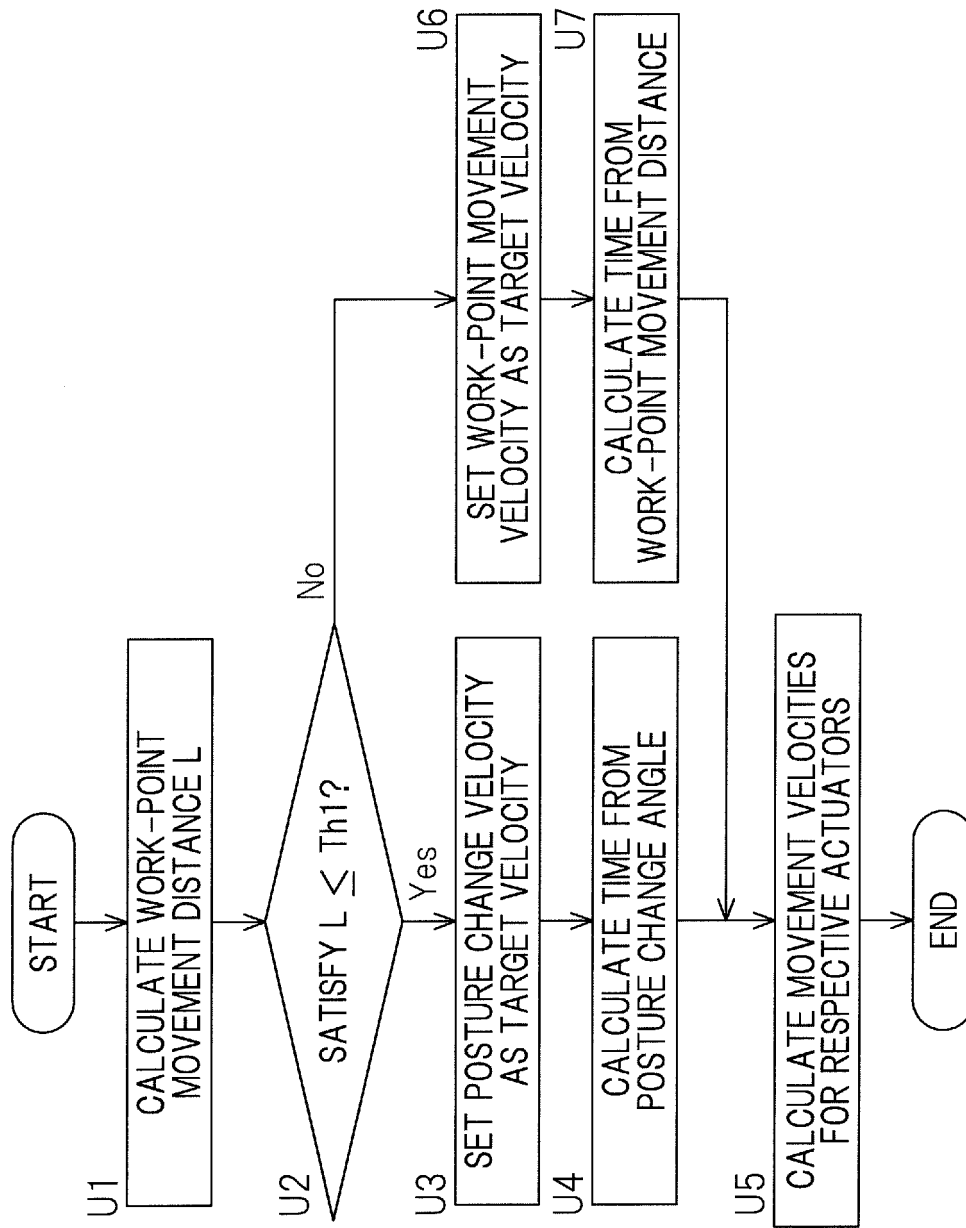 START
U1
CALCULATE WORK-POINT
MOVEMENT DISTANCE L
U2
SATISFY L ≤ Th1?
No
Yes
U3
SET POSTURE CHANGE VELOCITY
AS TARGET VELOCITY
U4
CALCULATE TIME FROM
POSTURE CHANGE ANGLE
U6
SET WORK-POINT MOVEMENT
VELOCITY AS TARGET VELOCITY
U7
CALCULATE TIME FROM
WORK-POINT MOVEMENT DISTANCE
U5
CALCULATE MOVEMENT VELOCITIES
FOR RESPECTIVE ACTUATORS
END